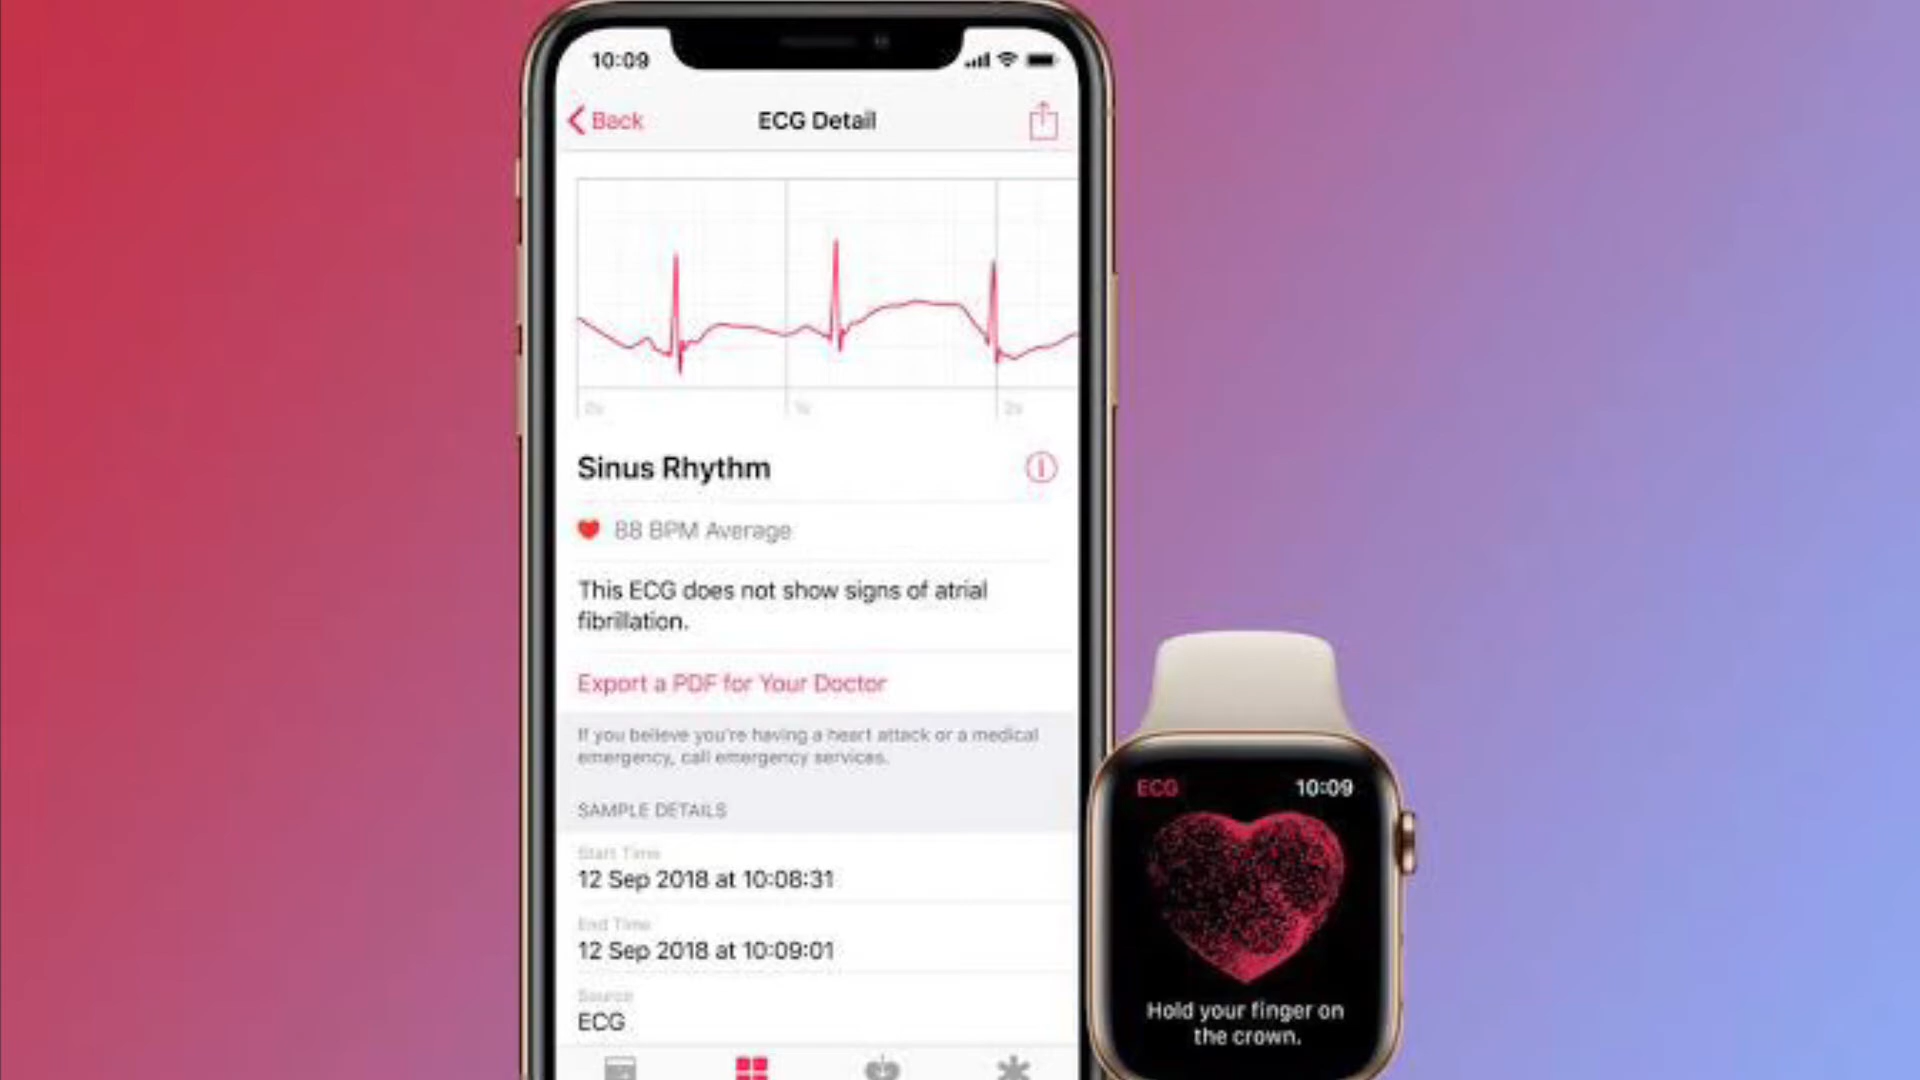 10:09
Back
ECG Detail
1s
2s
Sinus Rhythm
88 BPM Average
This ECG does not show signs of atrial
fibrillation.
Export a PDF for Your Doctor
If you believe you're having a heart attack or a medical
emergency, call emergency services.
SAMPLE DETAILS
Start Time
12 Sep 2018 at 10:08:31
End Time
12 Sep 2018 at 10:09:01
Source
ECG
ECG
10:09
Hold your finger on
the crown.